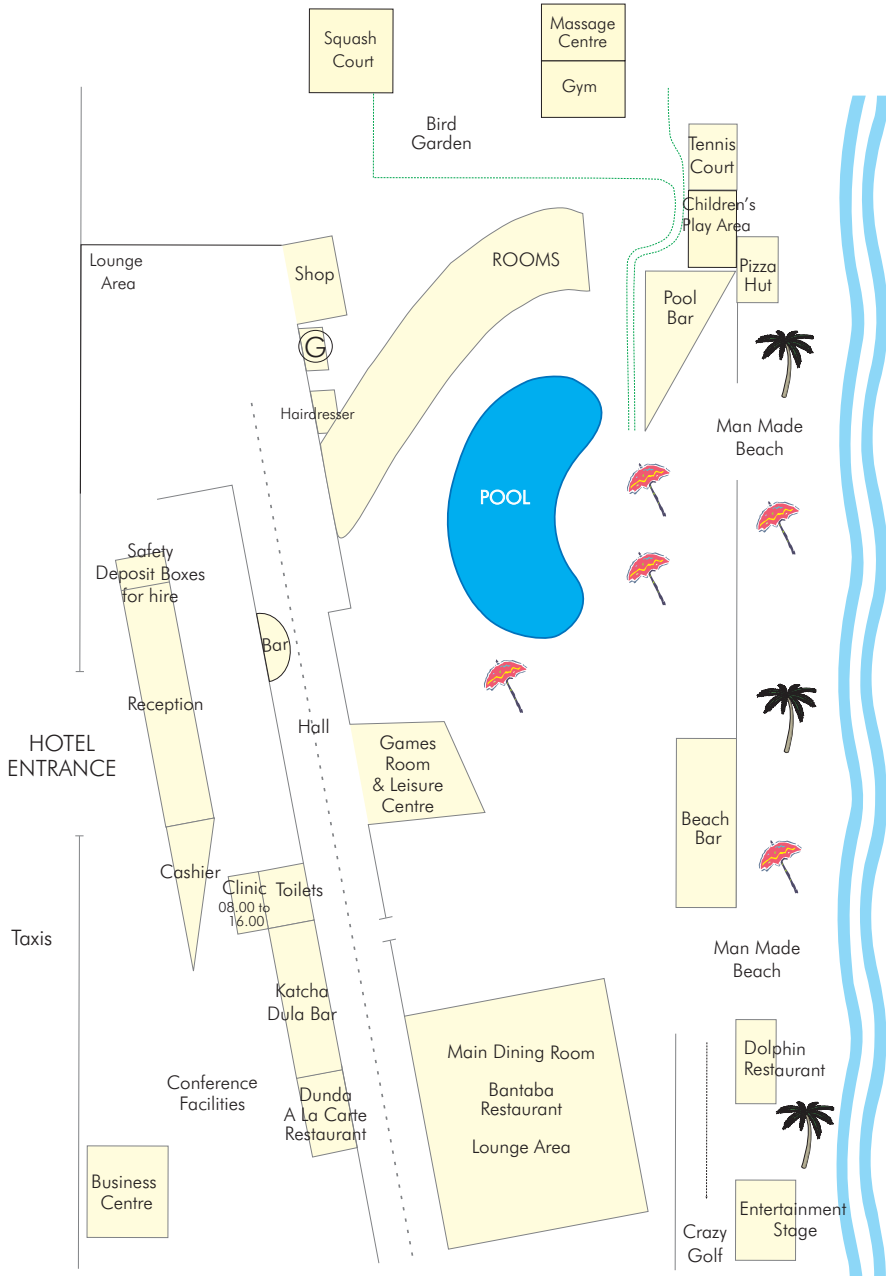 Squash
Court
Massage
Centre
Gym
Bird
Garden
Tennis
Court
Children's
Play Area
Pizza
Hut
Lounge
Area
Shop
ROOMS
Pool
Bar
G
Hairdresser
Man Made
Beach
POOL
Safety
Deposit Boxes
for hire
Bar
Reception
Hall
HOTEL
ENTRANCE
Games
Room
& Leisure
Centre
Beach
Bar
Cashier
Clinic
08.00 to
16.00
Toilets
Taxis
Man Made
Beach
Katcha
Dula Bar
Main Dining Room
Bantaba
Restaurant
Lounge Area
Dolphin
Restaurant
Conference
Facilities
Dunda
A La Carte
Restaurant
Business
Centre
Crazy
Golf
Entertainment
Stage